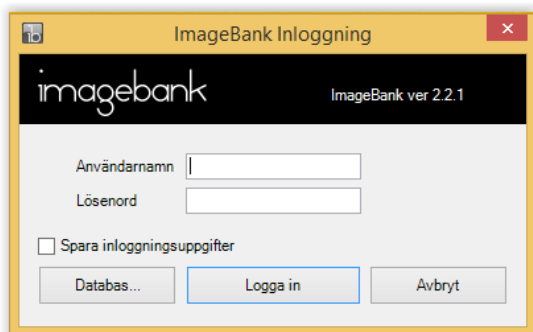 ImageBank Inloggning
imagebank
ImageBank ver 2.2.1
Användarnamn
Lösenord
Spara inloggningsuppgifter
Databas... Logga in Avbryt